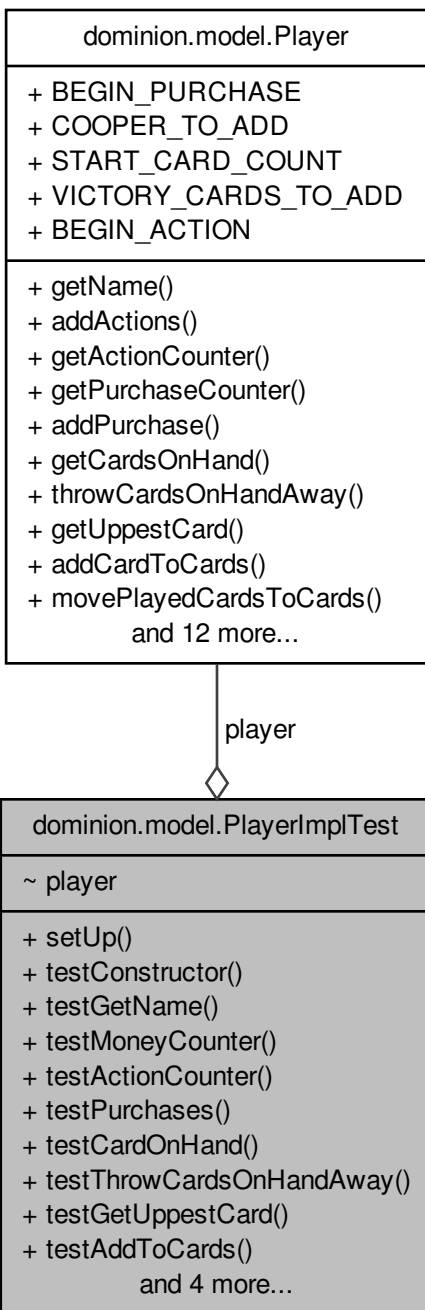 dominion.model.Player
+ BEGIN_PURCHASE
+ COOPER_TO_ADD
+ START_CARD_COUNT
+ VICTORY_CARDS_TO_ADD
+ BEGIN_ACTION
+ getName()
+ addActions()
+ getActionCounter()
+ getPurchaseCounter()
+ addPurchase()
+ getCardsOnHand()
+ throwCardsOnHandAway()
+ getUppestCard()
+ addCardToCards()
+ movePlayedCardsToCards()
and 12 more...
player
dominion.model.PlayerImplTest
~ player
+ setUp()
+ testConstructor()
+ testGetName()
+ testMoneyCounter()
+ testActionCounter()
+ testPurchases()
+ testCardOnHand()
+ testThrowCardsOnHandAway()
+ testGetUppestCard()
+ testAddToCards()
and 4 more...